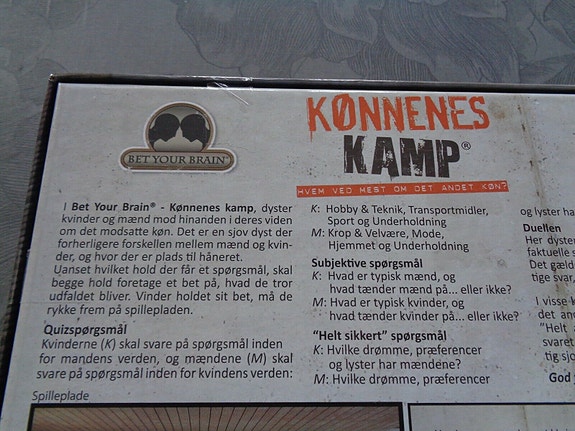 BET YOUR BRAIN®
KØNNENES
KAMP®
HVEM VED MEST OM DET ANDET KØN?
I Bet Your Brain® - Kønnenes kamp, dyster
kvinder og mænd mod hinanden i deres viden
om det modsatte køn. Det er en sjov dyst der
forherligere forskellen mellem mænd og kvin-
der, og hvor der er plads til håneret.
Uanset hvilket hold der får et spørgsmål, skal
begge hold foretage et bet på, hvad de tror
udfaldet bliver. Vinder holdet sit bet, må de
rykke frem på spillepladen.
Quizspørgsmål
Kvinderne (K) skal svare på spørgsmål inden
for mandens verden, og mændene (M) skal
svare på spørgsmål inden for kvindens verden:
Spilleplade
K: Hobby & Teknik, Transportmidler,
Sport og Underholdning
M: Krop & Velvære, Mode,
Hjemmet og Underholdning
Subjektive spørgsmål
K: Hvad er typisk mænd, og
hvad tænder mænd på... eller ikke?
M: Hvad er typisk kvinder, og
hvad tænder kvinder på... eller ikke?
"Helt sikkert" spørgsmål
K: Hvilke drømme, præferencer
og lyster har mændene?
M: Hvilke drømme, præferencer
og lyster har
Duellen
Her dyster
faktuelle s
Det gæld
tige svar,
I visse k
det an
"Helt
svaret
tig sjo
God